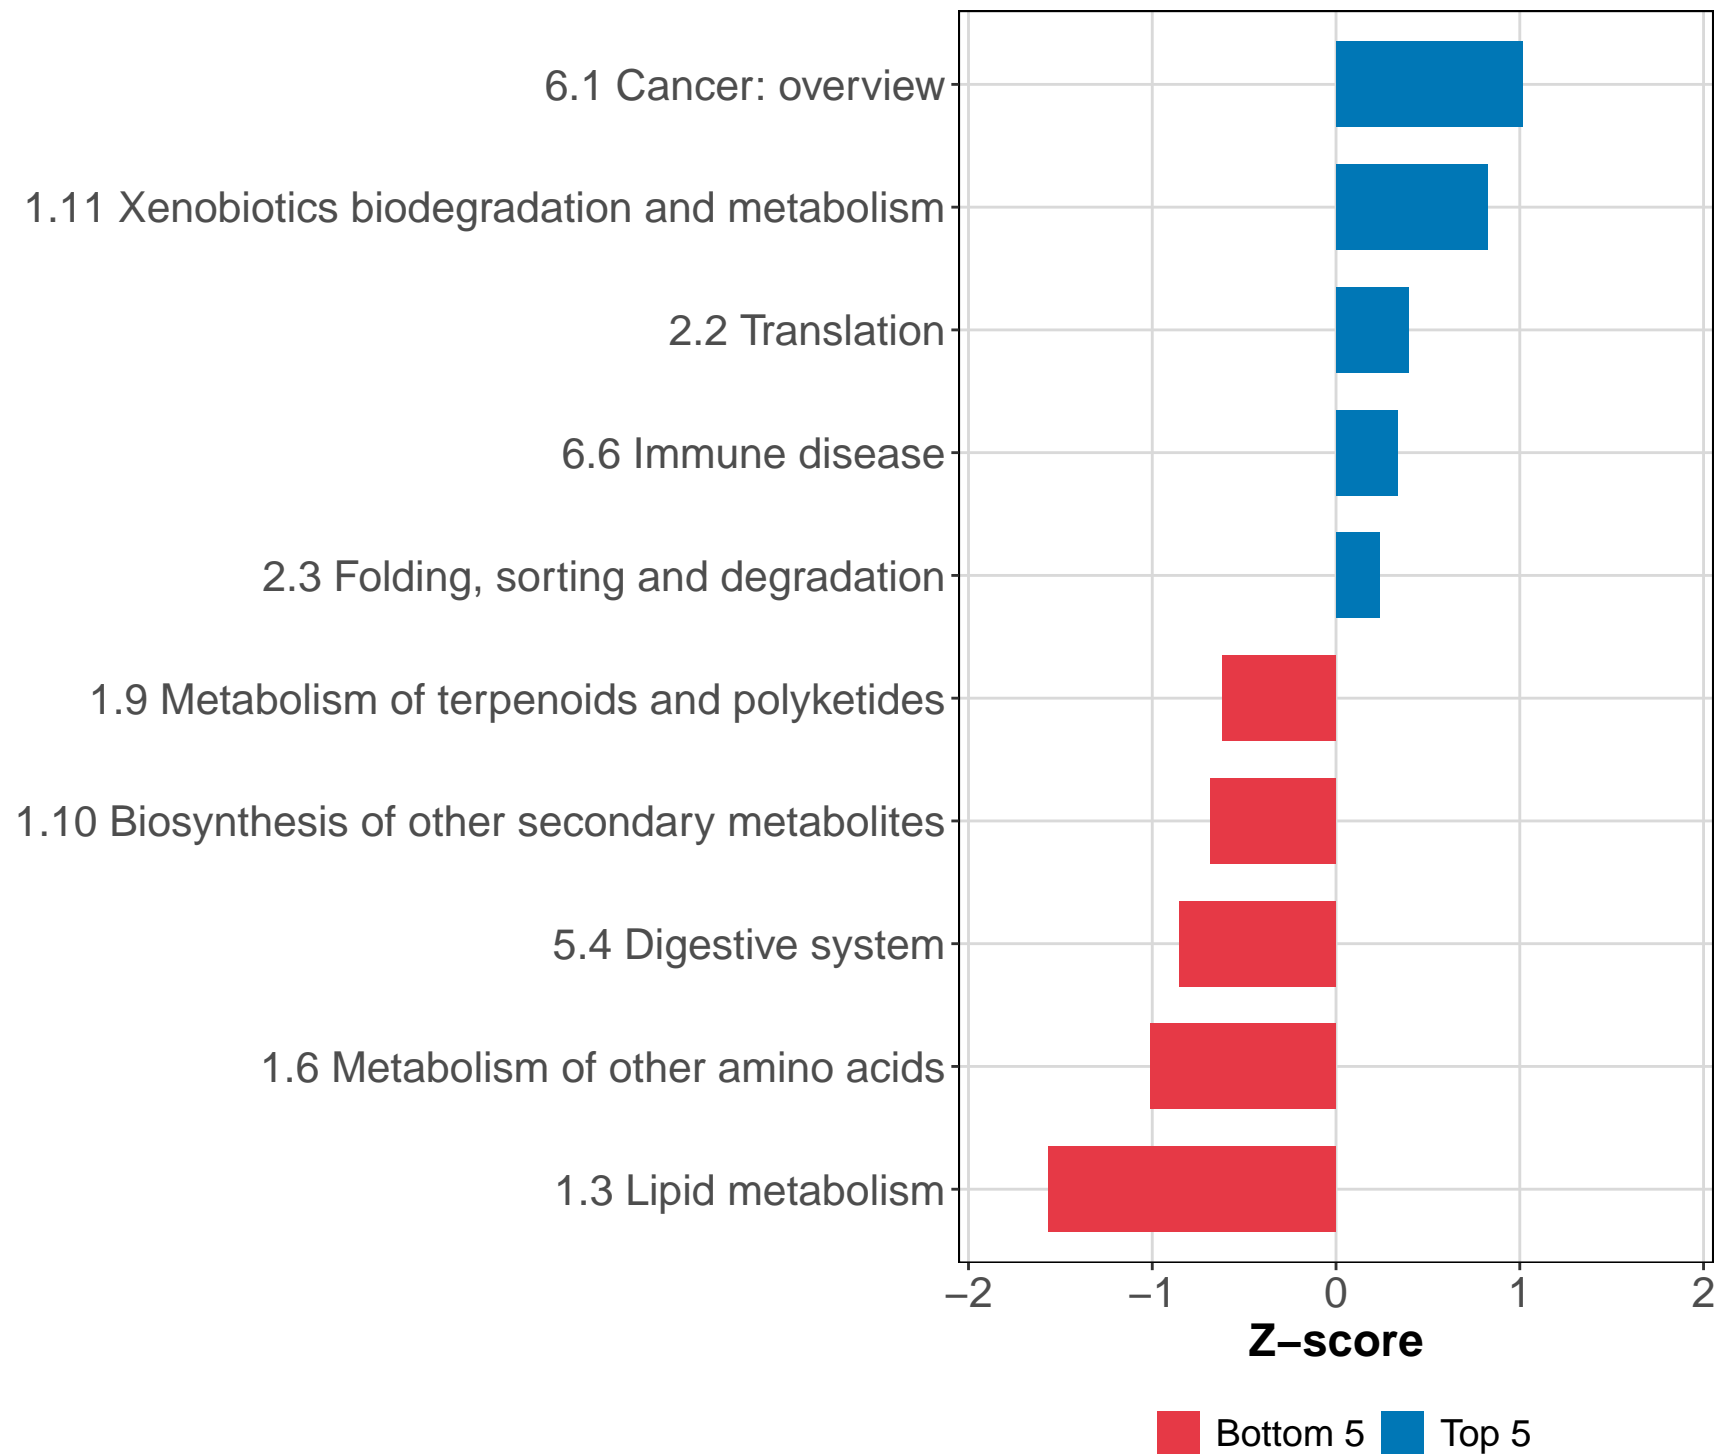 6.1 Cancer: overview
1.11 Xenobiotics biodegradation and metabolism
2.2 Translation
6.6 Immune disease
2.3 Folding, sorting and degradation
1.9 Metabolism of terpenoids and polyketides
1.10 Biosynthesis of other secondary metabolites
5.4 Digestive system
1.6 Metabolism of other amino acids
1.3 Lipid metabolism
−2 −1 0 1 2
Z−score
Bottom 5 Top 5